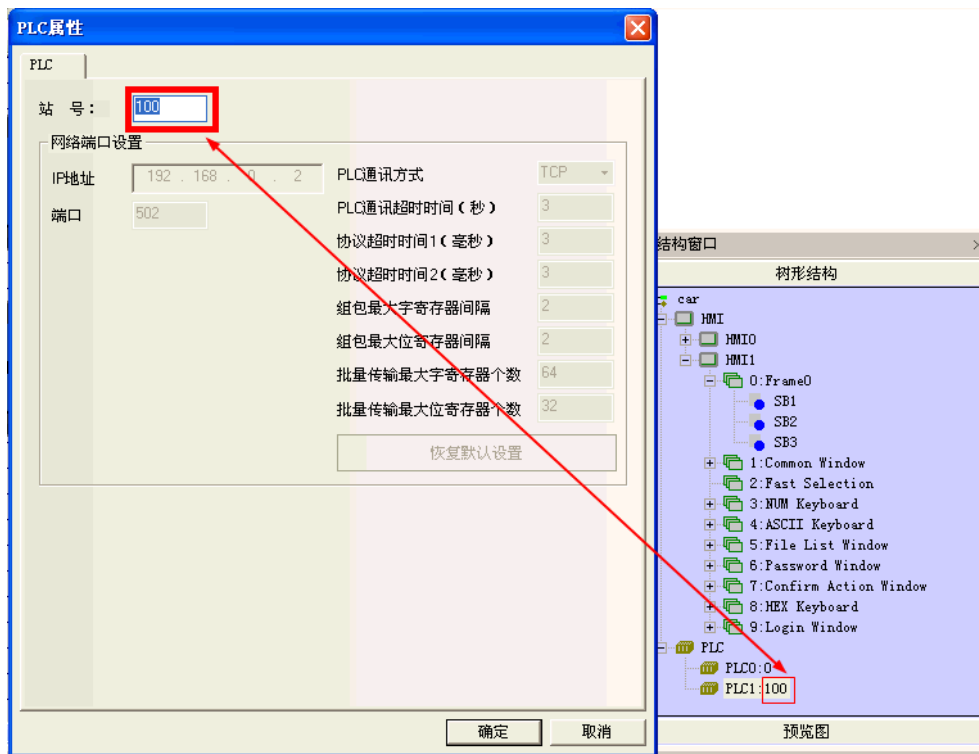 PLC属性
PLC
站 号：
100
网络端口设置
IP地址
192 . 168 . 0 . 2
端口
502
PLC通讯方式
TCP
PLC通讯超时时间（秒）
3
协议超时时间1（毫秒）
3
协议超时时间2（毫秒）
3
组包最大字寄存器间隔
2
组包最大位寄存器间隔
2
批量传输最大字寄存器个数
64
批量传输最大位寄存器个数
32
恢复默认设置
确定
取消
结构窗口
树形结构
car
HMI
HMI0
HMI1
0:Frame0
SB1
SB2
SB3
1:Common Window
2:Fast Selection
3:NUM Keyboard
4:ASCII Keyboard
5:File List Window
6:Password Window
7:Confirm Action Window
8:HEX Keyboard
9:Login Window
PLC
PLC0:0
PLC1:100
预览图